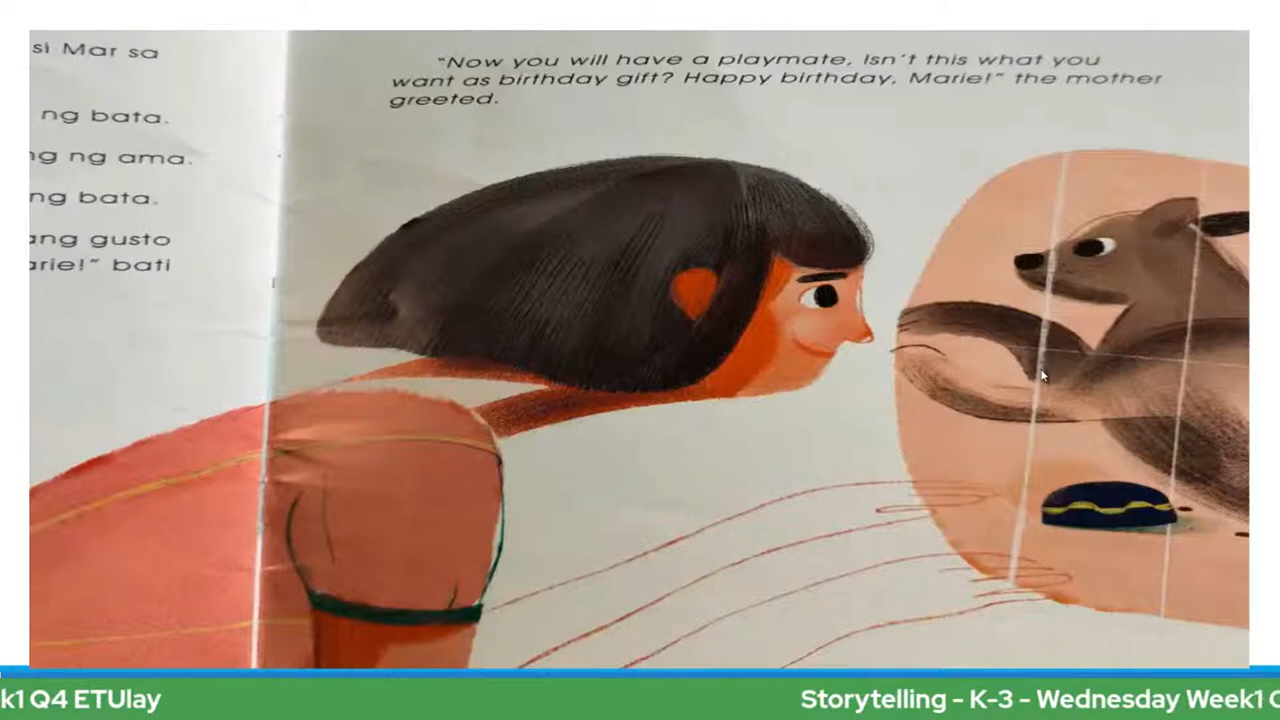 si Mar sa
ng bata.
ng ng ama.
ng bata.
ang gusto
arie!" bati
"Now you will have a playmate, Isn't this what you
want as birthday gift? Happy birthday, Marie!" the mother
greeted.
k1 Q4 ETUlay
Storytelling - K-3 - Wednesday Week1 Q